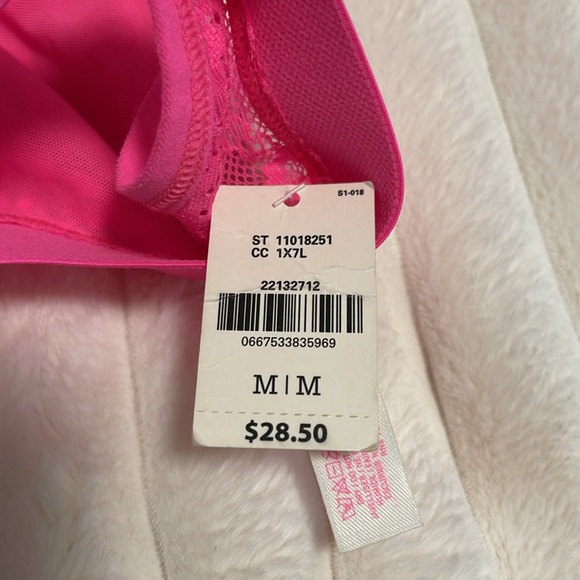 S1-018
ST 11018251
CC 1X7L
22132712
0667533835969
M | M
$28.50